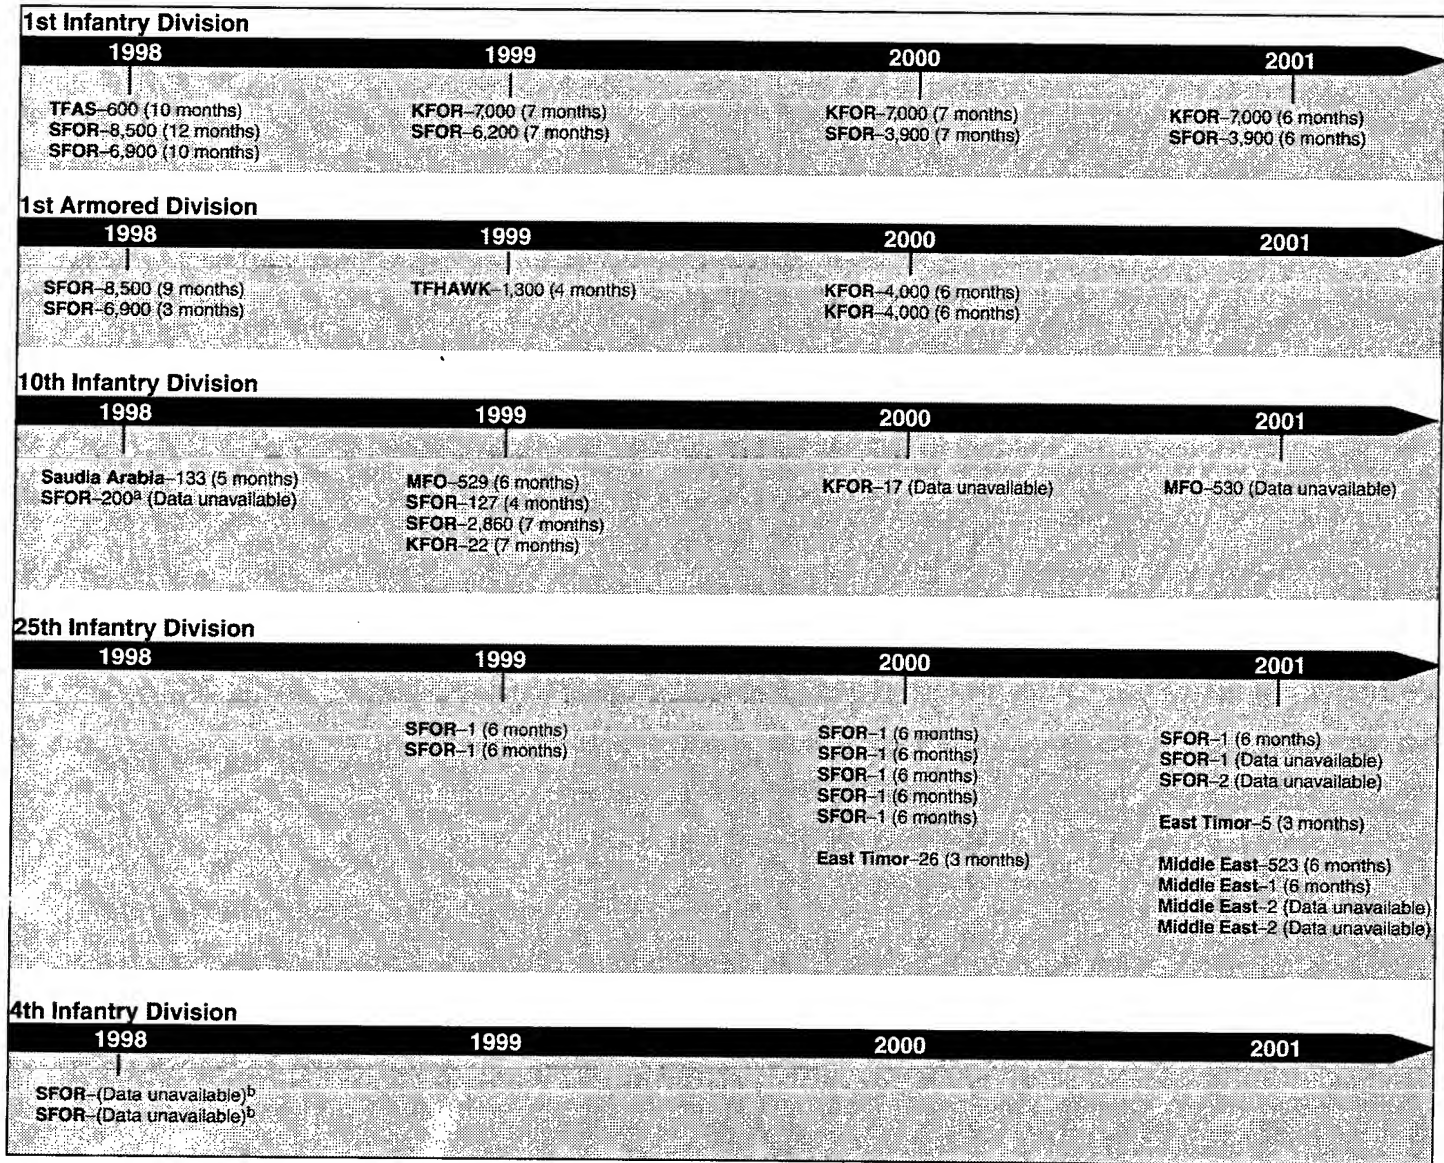 1st Infantry Division
1998 1999 2000 2001
TFAS–600 (10 months)
SFOR–8,500 (12 months)
SFOR–6,900 (10 months)
KFOR–7,000 (7 months)
SFOR–6,200 (7 months)
KFOR–7,000 (7 months)
SFOR–3,900 (7 months)
KFOR–7,000 (6 months)
SFOR–3,900 (6 months)
1st Armored Division
1998 1999 2000 2001
SFOR–8,500 (9 months)
SFOR–6,900 (3 months)
TFHAWK–1,300 (4 months)
KFOR–4,000 (6 months)
KFOR–4,000 (6 months)
10th Infantry Division
1998 1999 2000 2001
Saudia Arabia–133 (5 months)
SFOR–200ᵃ (Data unavailable)
MFO–529 (6 months)
SFOR–127 (4 months)
SFOR–2,860 (7 months)
KFOR–22 (7 months)
KFOR–17 (Data unavailable)
MFO–530 (Data unavailable)
25th Infantry Division
1998 1999 2000 2001
SFOR–1 (6 months)
SFOR–1 (6 months)
SFOR–1 (6 months)
SFOR–1 (6 months)
SFOR–1 (6 months)
SFOR–1 (6 months)
SFOR–1 (6 months)
East Timor–26 (3 months)
SFOR–1 (6 months)
SFOR–1 (Data unavailable)
SFOR–2 (Data unavailable)
East Timor–5 (3 months)
Middle East–523 (6 months)
Middle East–1 (6 months)
Middle East–2 (Data unavailable)
Middle East–2 (Data unavailable)
4th Infantry Division
1998 1999 2000 2001
SFOR–(Data unavailable)ᵇ
SFOR–(Data unavailable)ᵇ